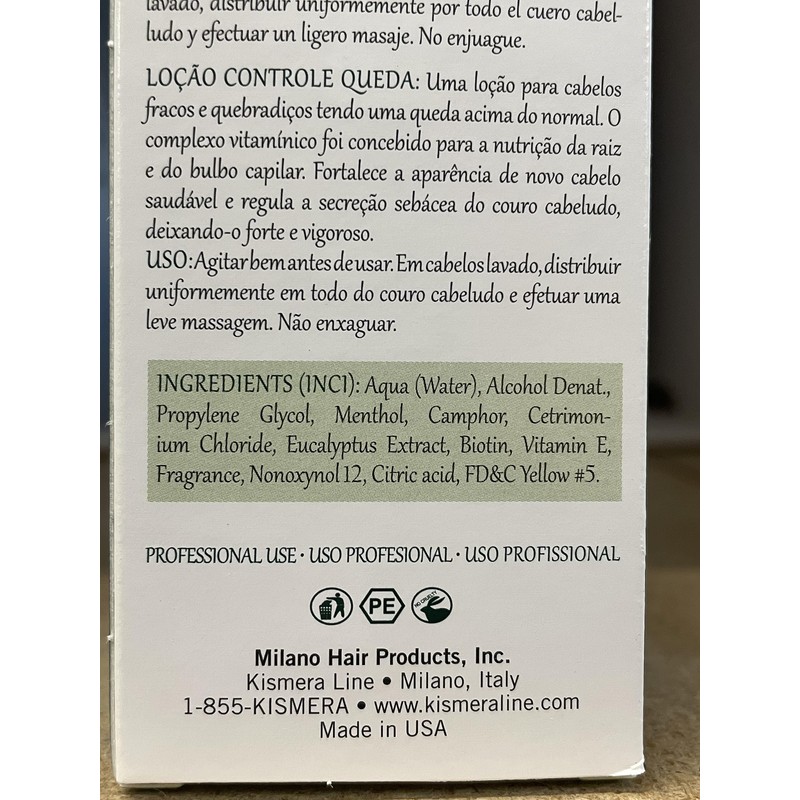 lavado, distribuir uniformemente por todo el cuero cabel-
ludo y efectuar un ligero masaje. No enjuague.
LOÇÃO CONTROLE QUEDA: Uma loção para cabelos
fracos e quebradiços tendo uma queda acima do normal. O
complexo vitamínico foi concebido para a nutrição da raiz
e do bulbo capilar. Fortalece a aparência de novo cabelo
saudável e regula a secreção sebácea do couro cabeludo,
deixando-o forte e vigoroso.
USO: Agitar bem antes de usar. Em cabelos lavado, distribuir
uniformemente em todo do couro cabeludo e efetuar uma
leve massagem. Não enxaguar.
INGREDIENTS (INCI): Aqua (Water), Alcohol Denat.,
Propylene Glycol, Menthol, Camphor, Cetrimon-
ium Chloride, Eucalyptus Extract, Biotin, Vitamin E,
Fragrance, Nonoxynol 12, Citric acid, FD&C Yellow #5.
PROFESSIONAL USE • USO PROFESIONAL • USO PROFISSIONAL
PE NO CRUELTY
Milano Hair Products, Inc.
Kismera Line • Milano, Italy
1-855-KISMERA • www.kismeraline.com
Made in USA